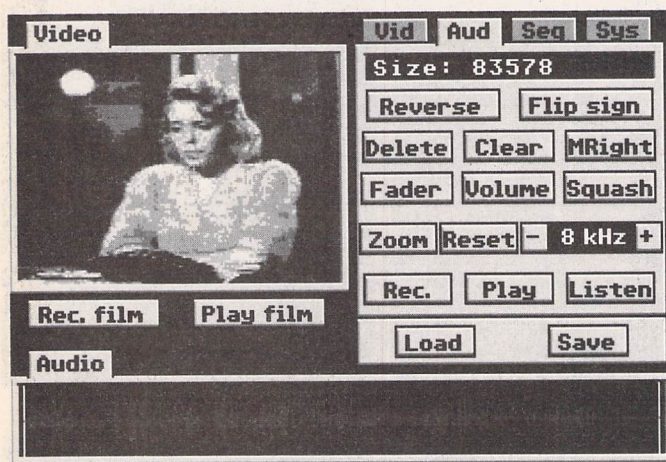 Video
Vid Aud Seq Sys
Size: 83578
Reverse Flip sign
Delete Clear MRight
Fader Volume Squash
Zoom Reset - 8 kHz +
Rec. Play Listen
Rec. film Play film
Load Save
Audio